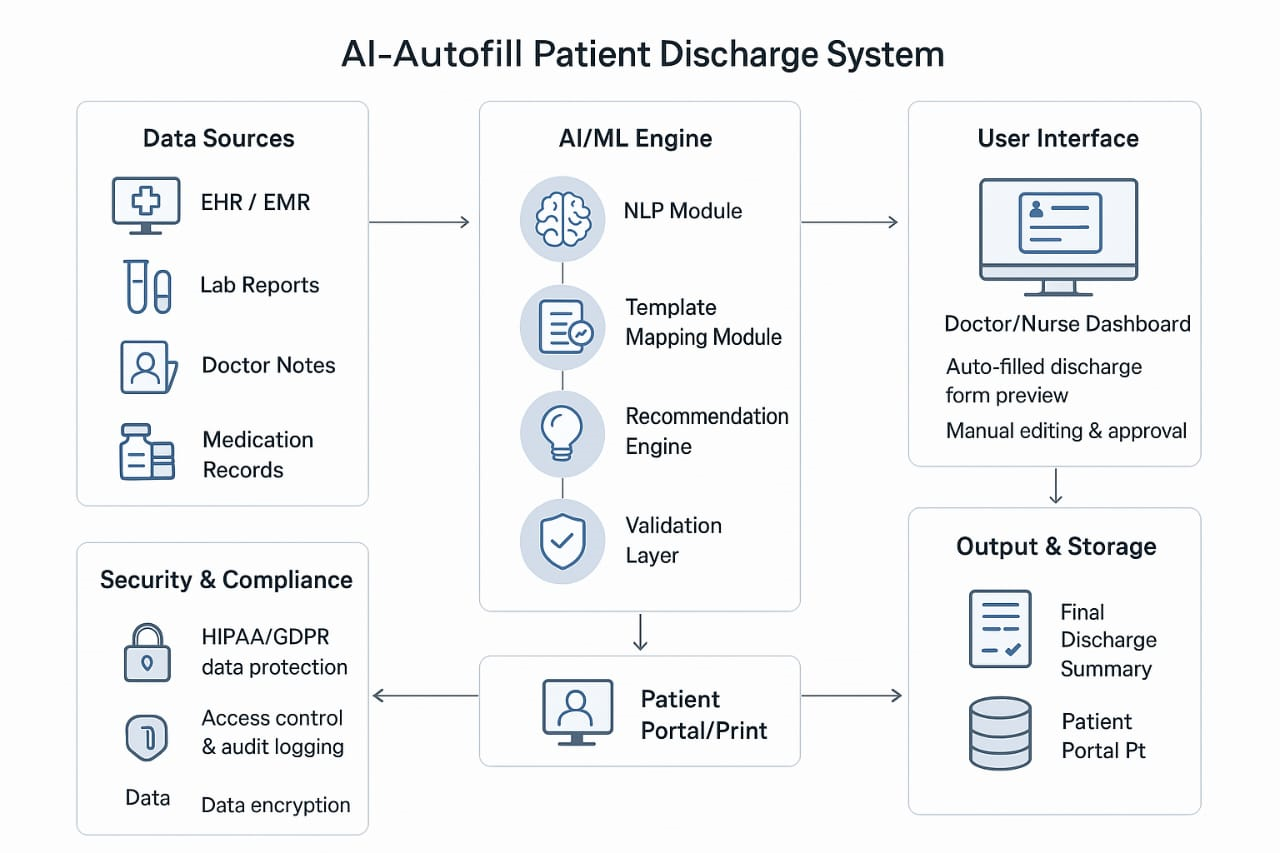 AI-Autofill Patient Discharge System
Data Sources
EHR / EMR
Lab Reports
Doctor Notes
Medication
Records
AI/ML Engine
NLP Module
Template
Mapping Module
Recommendation
Engine
Validation
Layer
User Interface
Doctor/Nurse Dashboard
Auto-filled discharge
form preview
Manual editing & approval
Security & Compliance
HIPAA/GDPR
data protection
Access control
& audit logging
Data
Data encryption
Patient
Portal/Print
Output & Storage
Final
Discharge
Summary
Patient
Portal Pt